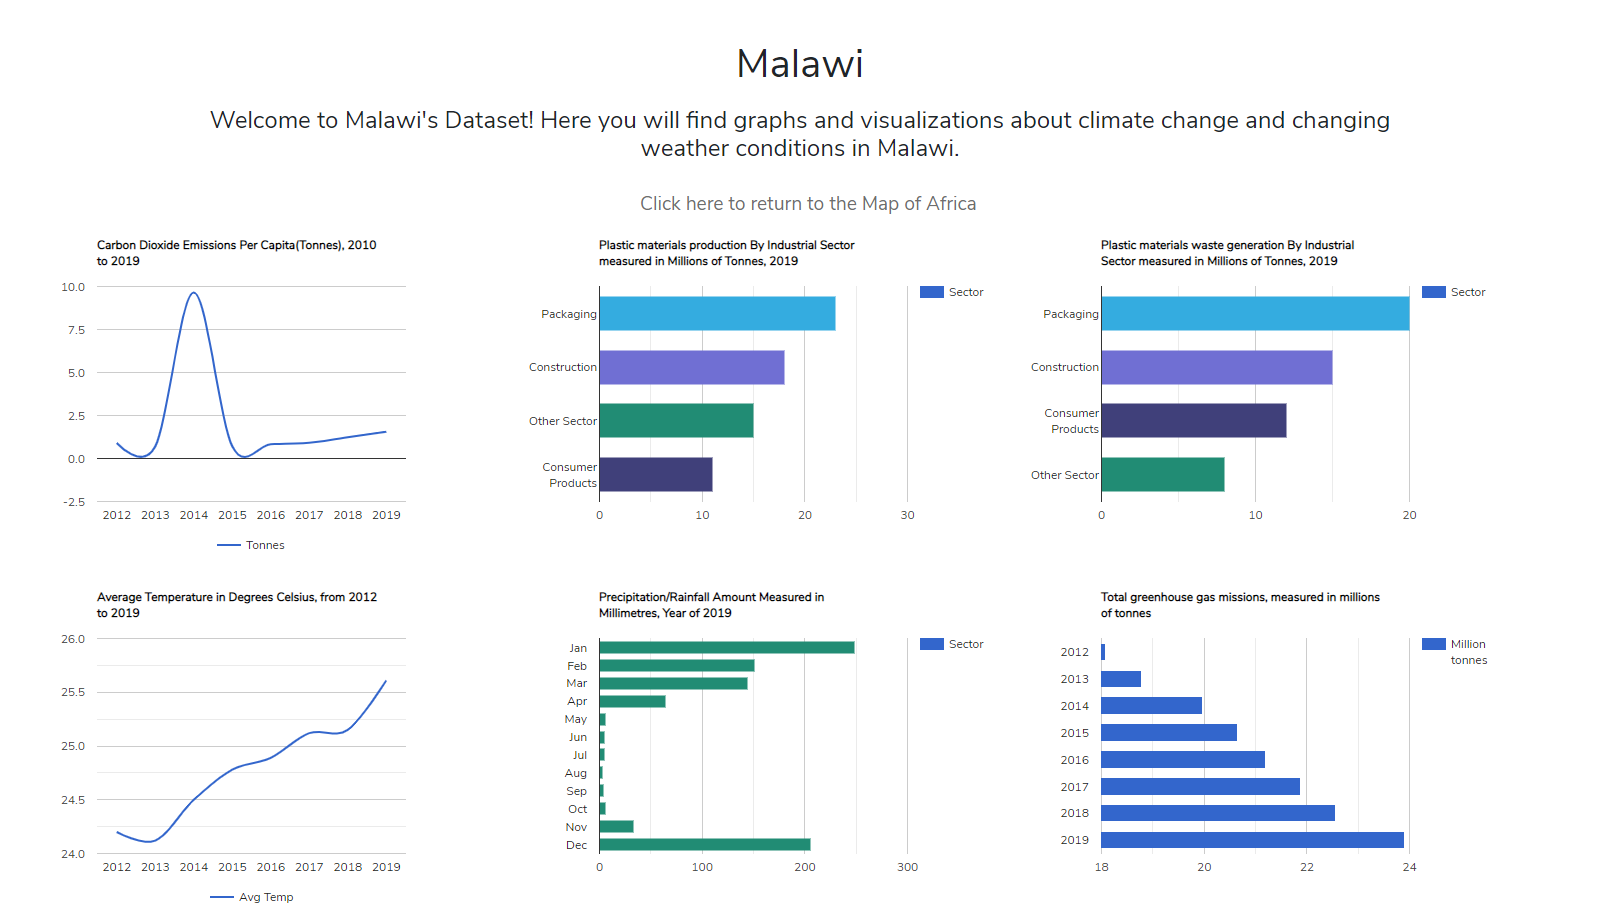 Malawi
Welcome to Malawi's Dataset! Here you will find graphs and visualizations about climate change and changing
weather conditions in Malawi.
Click here to return to the Map of Africa
Carbon Dioxide Emissions Per Capita(Tonnes), 2010
to 2019
10.0
7.5
5.0
2.5
0.0
-2.5
2012 2013 2014 2015 2016 2017 2018 2019
Tonnes
Plastic materials production By Industrial Sector
measured in Millions of Tonnes, 2019
Sector
Packaging
Construction
Other Sector
Consumer
Products
0 10 20 30
Plastic materials waste generation By Industrial
Sector measured in Millions of Tonnes, 2019
Sector
Packaging
Construction
Consumer
Products
Other Sector
0 10 20
Average Temperature in Degrees Celsius, from 2012
to 2019
26.0
25.5
25.0
24.5
24.0
2012 2013 2014 2015 2016 2017 2018 2019
Avg Temp
Precipitation/Rainfall Amount Measured in
Millimetres, Year of 2019
Sector
Jan
Feb
Mar
Apr
May
Jun
Jul
Aug
Sep
Oct
Nov
Dec
0 100 200 300
Total greenhouse gas missions, measured in millions
of tonnes
Million
tonnes
2012
2013
2014
2015
2016
2017
2018
2019
18 20 22 24